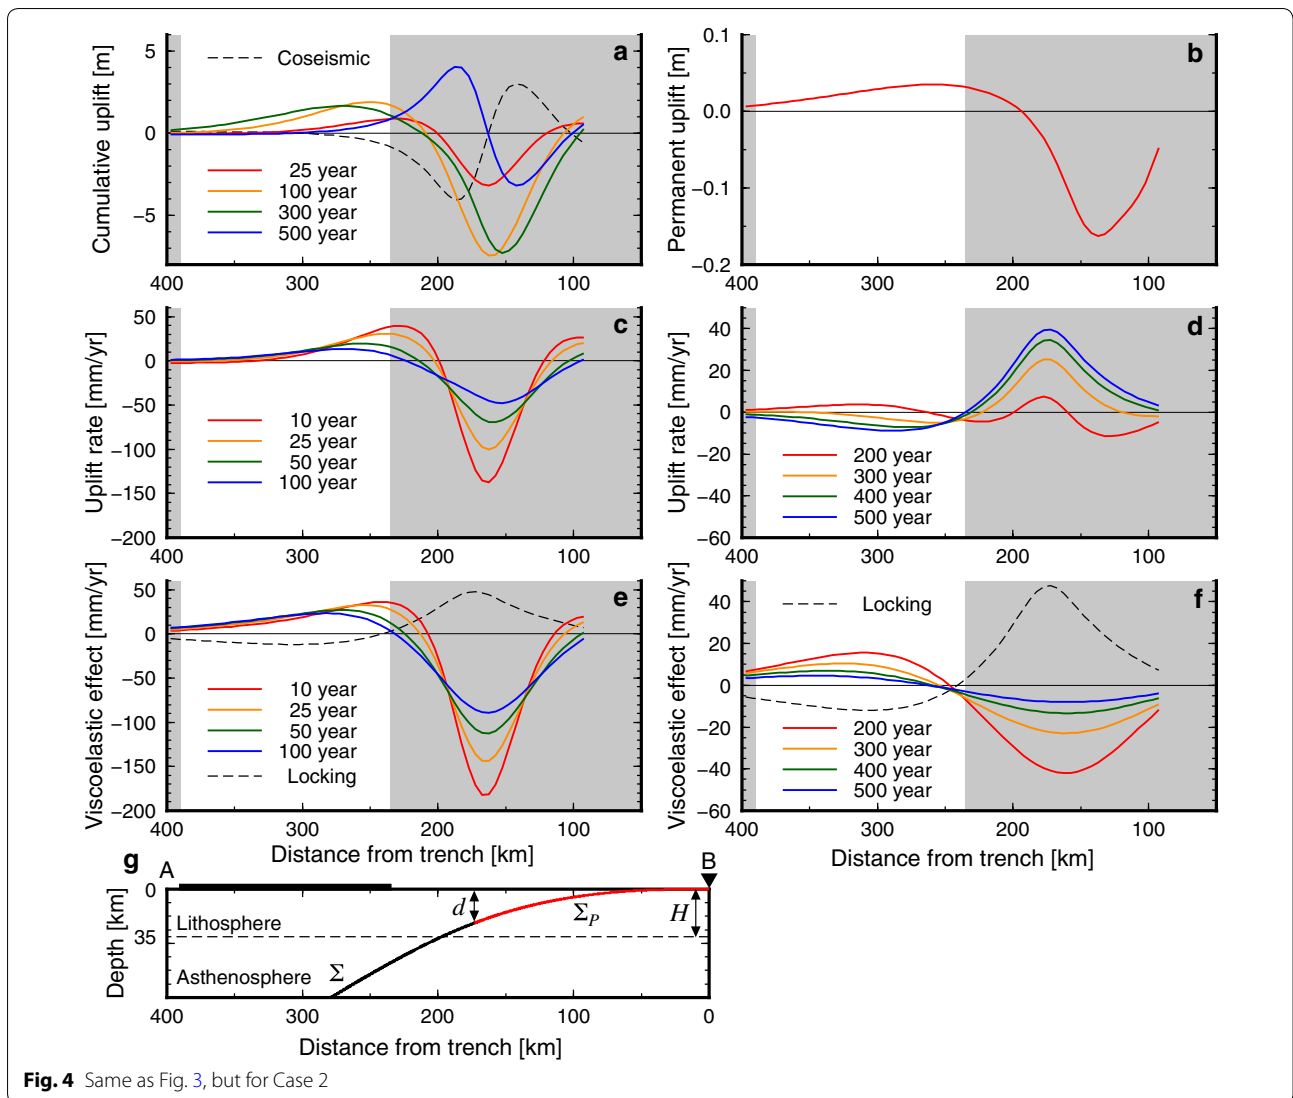 a
Cumulative uplift [m]
5
0
−5
Coseismic
25 year
100 year
300 year
500 year
400 300 200 100
b
Permanent uplift [m]
0.1
0.0
−0.1
−0.2
400 300 200 100
c
Uplift rate [mm/yr]
50
0
−50
−100
−150
−200
10 year
25 year
50 year
100 year
400 300 200 100
d
Uplift rate [mm/yr]
40
20
0
−20
−40
−60
200 year
300 year
400 year
500 year
400 300 200 100
e
Viscoelastic effect [mm/yr]
50
0
−50
−100
−150
−200
10 year
25 year
50 year
100 year
Locking
400 300 200 100
Distance from trench [km]
f
Viscoelastic effect [mm/yr]
40
20
0
−20
−40
−60
Locking
200 year
300 year
400 year
500 year
400 300 200 100
Distance from trench [km]
g
A B
Depth [km]
0
35
Lithosphere
Asthenosphere
Σ
d
Σ_P
H
400 300 200 100 0
Distance from trench [km]
Fig. 4 Same as Fig. 3, but for Case 2